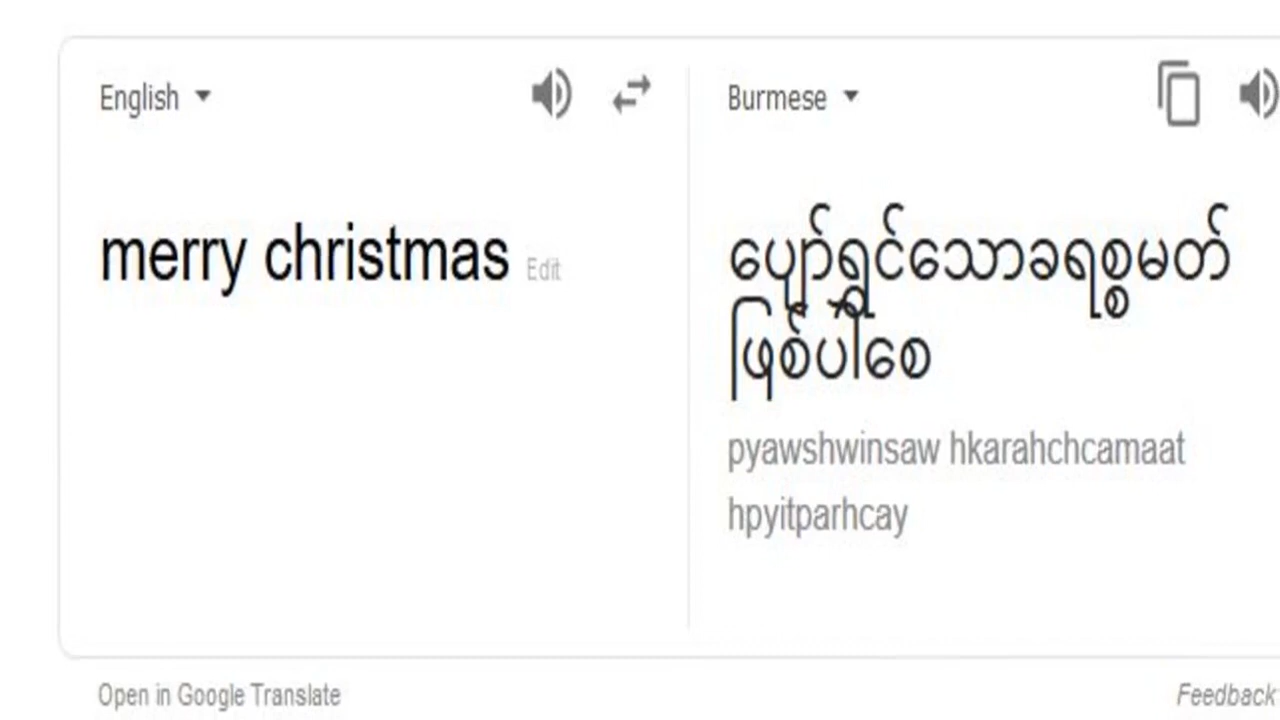 English Burmese
merry christmas Edit
ပျော်ရွှင်သောခရစ္စမတ်
ဖြစ်ပါစေ
pyawshwinsaw hkarahchcamaat
hpyitparhcay
Open in Google Translate Feedback